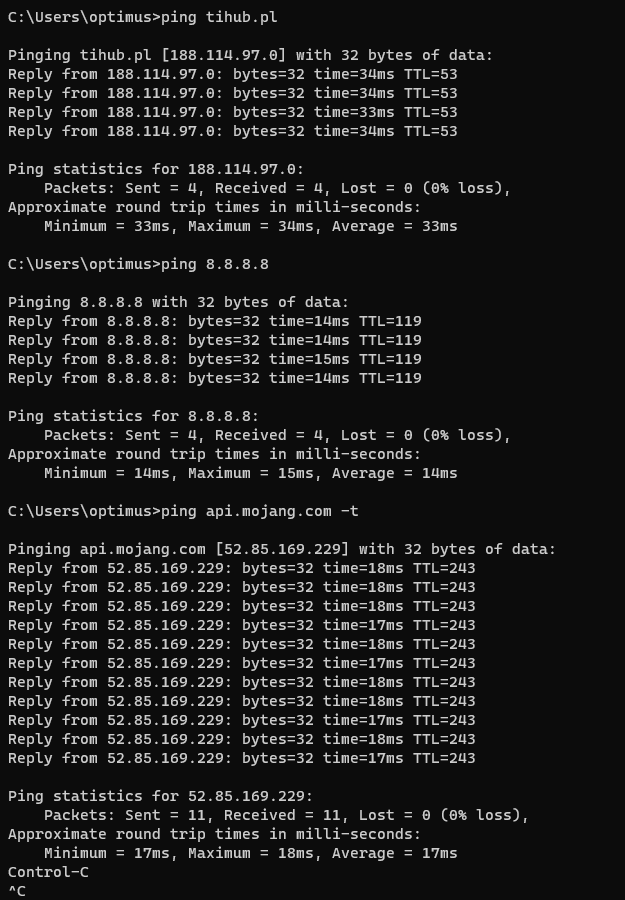 C:\Users\optimus>ping tihub.pl
Pinging tihub.pl [188.114.97.0] with 32 bytes of data:
Reply from 188.114.97.0: bytes=32 time=34ms TTL=53
Reply from 188.114.97.0: bytes=32 time=34ms TTL=53
Reply from 188.114.97.0: bytes=32 time=33ms TTL=53
Reply from 188.114.97.0: bytes=32 time=34ms TTL=53
Ping statistics for 188.114.97.0:
    Packets: Sent = 4, Received = 4, Lost = 0 (0% loss),
Approximate round trip times in milli-seconds:
    Minimum = 33ms, Maximum = 34ms, Average = 33ms
C:\Users\optimus>ping 8.8.8.8
Pinging 8.8.8.8 with 32 bytes of data:
Reply from 8.8.8.8: bytes=32 time=14ms TTL=119
Reply from 8.8.8.8: bytes=32 time=14ms TTL=119
Reply from 8.8.8.8: bytes=32 time=15ms TTL=119
Reply from 8.8.8.8: bytes=32 time=14ms TTL=119
Ping statistics for 8.8.8.8:
    Packets: Sent = 4, Received = 4, Lost = 0 (0% loss),
Approximate round trip times in milli-seconds:
    Minimum = 14ms, Maximum = 15ms, Average = 14ms
C:\Users\optimus>ping api.mojang.com -t
Pinging api.mojang.com [52.85.169.229] with 32 bytes of data:
Reply from 52.85.169.229: bytes=32 time=18ms TTL=243
Reply from 52.85.169.229: bytes=32 time=18ms TTL=243
Reply from 52.85.169.229: bytes=32 time=18ms TTL=243
Reply from 52.85.169.229: bytes=32 time=17ms TTL=243
Reply from 52.85.169.229: bytes=32 time=18ms TTL=243
Reply from 52.85.169.229: bytes=32 time=17ms TTL=243
Reply from 52.85.169.229: bytes=32 time=18ms TTL=243
Reply from 52.85.169.229: bytes=32 time=18ms TTL=243
Reply from 52.85.169.229: bytes=32 time=17ms TTL=243
Reply from 52.85.169.229: bytes=32 time=18ms TTL=243
Reply from 52.85.169.229: bytes=32 time=17ms TTL=243
Ping statistics for 52.85.169.229:
    Packets: Sent = 11, Received = 11, Lost = 0 (0% loss),
Approximate round trip times in milli-seconds:
    Minimum = 17ms, Maximum = 18ms, Average = 17ms
Control-C
^C